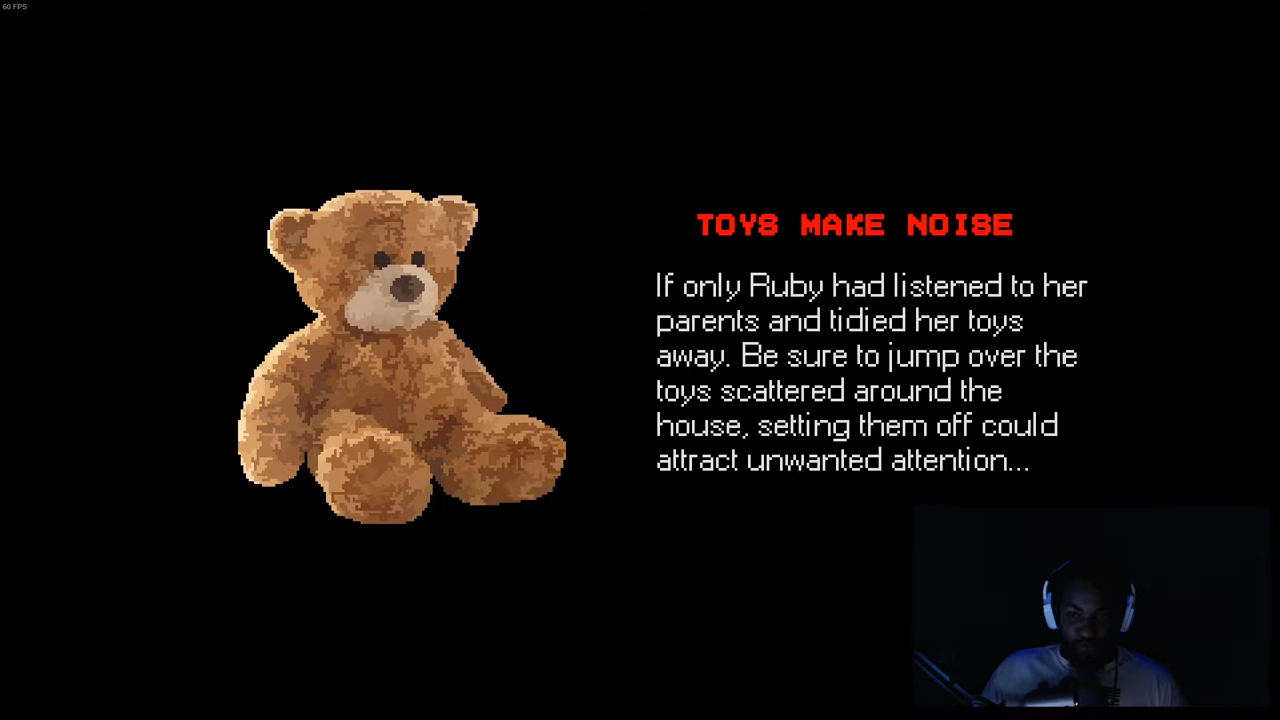 60 FPS
TOYS MAKE NOISE
If only Ruby had listened to her
parents and tidied her toys
away. Be sure to jump over the
toys scattered around the
house, setting them off could
attract unwanted attention...